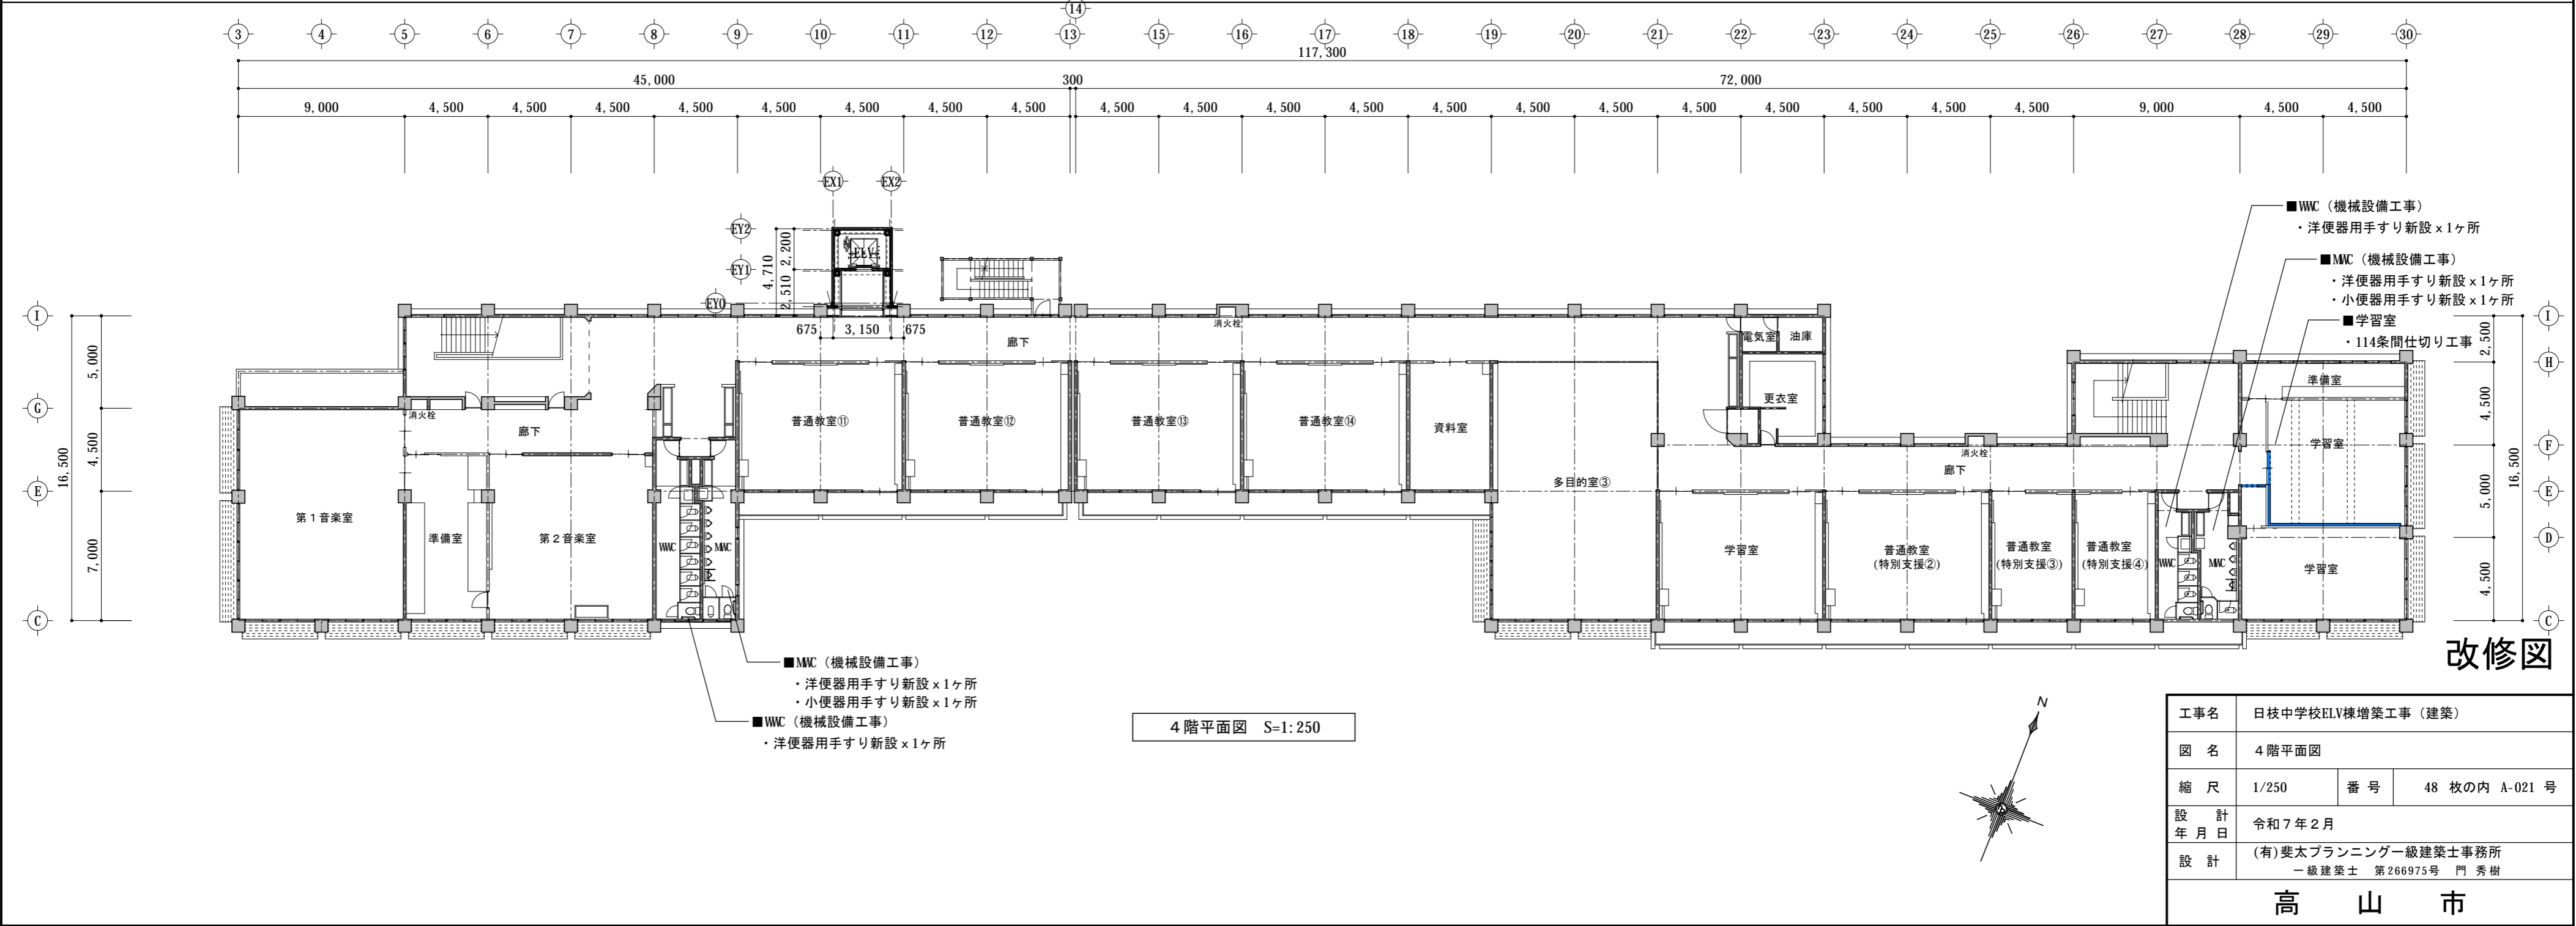 14
3 4 5 6 7 8 9 10 11 12 13 15 16 17 18 19 20 21 22 23 24 25 26 27 28 29 30
117,300
45,000 300 72,000
9,000 4,500 4,500 4,500 4,500 4,500 4,500 4,500 4,500 4,500 4,500 4,500 4,500 4,500 4,500 4,500 4,500 4,500 4,500 4,500 4,500 9,000 4,500 4,500
EX1 EX2
EY2
EY1
EY0
4,710
2,200
2,510
ELV
675 3,150 675
I
G
E
C
16,500
5,000
4,500
7,000
消火栓
廊下
第1音楽室
準備室
第2音楽室
WWC
MWC
廊下
消火栓
普通教室⑪
普通教室⑫
普通教室⑬
普通教室⑭
資料室
多目的室③
電気室
油庫
更衣室
消火栓
廊下
学習室
普通教室
(特別支援②)
普通教室
(特別支援③)
普通教室
(特別支援④)
WWC
MWC
準備室
学習室
学習室
■WWC（機械設備工事）
・洋便器用手すり新設x1ヶ所
■MWC（機械設備工事）
・洋便器用手すり新設x1ヶ所
・小便器用手すり新設x1ヶ所
■学習室
・114条間仕切り工事
I
H
F
E
D
C
2,500
4,500
5,000
4,500
16,500
■MWC（機械設備工事）
・洋便器用手すり新設x1ヶ所
・小便器用手すり新設x1ヶ所
■WWC（機械設備工事）
・洋便器用手すり新設x1ヶ所
4階平面図 S=1:250
N
改修図
工事名 日枝中学校ELV棟増築工事（建築）
図名 4階平面図
縮尺 1/250 番号 48 枚の内 A-021 号
設計年月日 令和7年2月
設計 (有)斐太プランニング一級建築士事務所
一級建築士 第266975号 門 秀樹
高山市